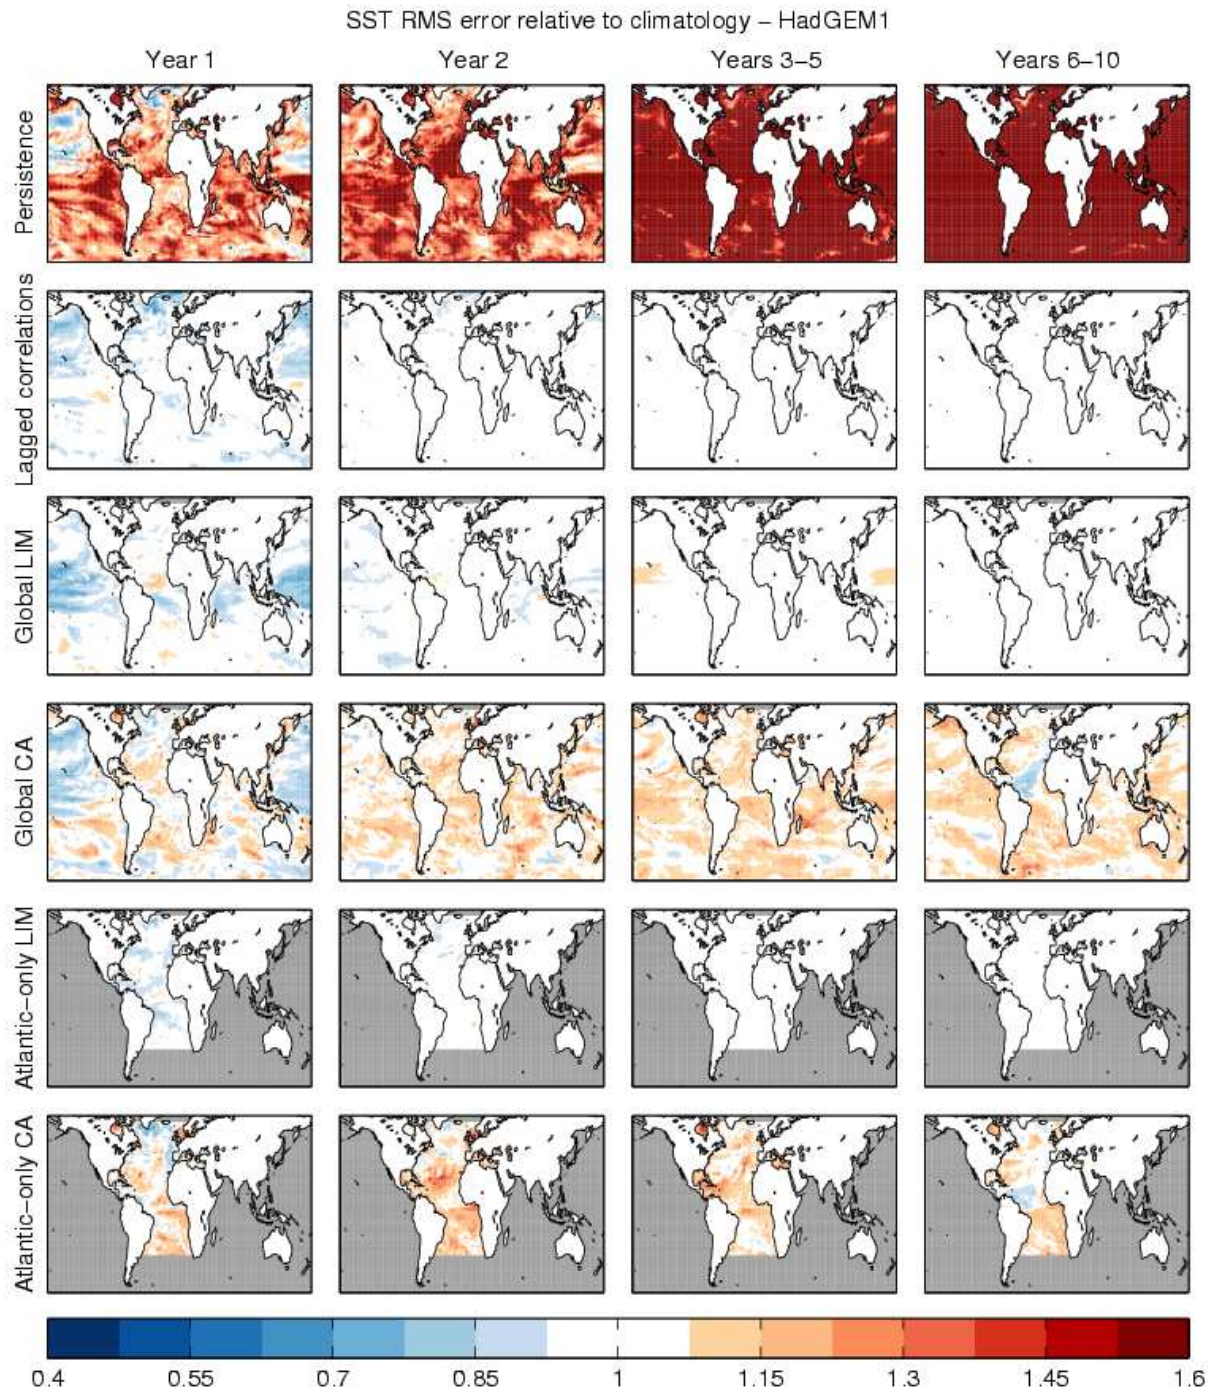 SST RMS error relative to climatology – HadGEM1
Year 1
Year 2
Years 3–5
Years 6–10
Persistence
Lagged correlations
Global LIM
Global CA
Atlantic–only LIM
Atlantic–only CA
0.4 0.55 0.7 0.85 1 1.15 1.3 1.45 1.6